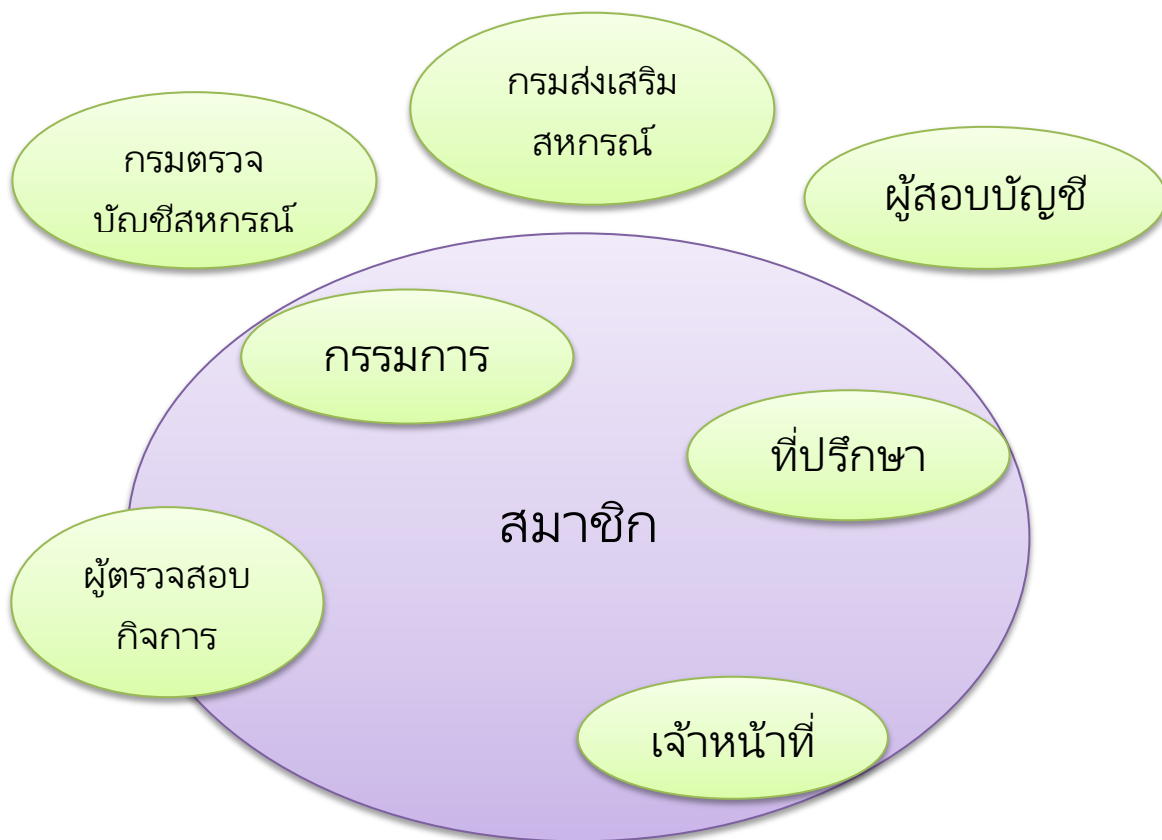 กรมส่งเสริม
สหกรณ์
กรมตรวจ
บัญชีสหกรณ์
ผู้สอบบัญชี
กรรมการ
ที่ปรึกษา
สมาชิก
ผู้ตรวจสอบ
กิจการ
เจ้าหน้าที่